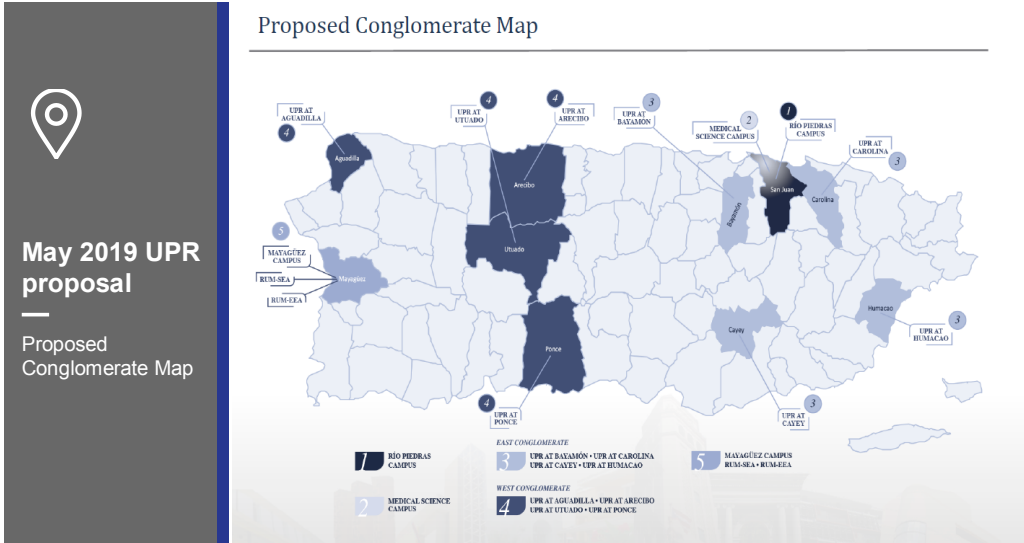 May 2019 UPR
proposal
Proposed
Conglomerate Map
Proposed Conglomerate Map
UPR AT
AGUADILLA
4
Aguadilla
4
UPR AT
UTUADO
4
UPR AT
ARECIBO
Arecibo
Utuado
3
UPR AT
BAYAMÓN
Bayamón
2
MEDICAL
SCIENCE CAMPUS
1
RÍO PIEDRAS
CAMPUS
San Juan
UPR AT
CAROLINA
3
Carolina
5
MAYAGÜEZ
CAMPUS
RUM-SEA
RUM-EEA
Mayagüez
Humacao
3
UPR AT
HUMACAO
Cayey
3
UPR AT
CAYEY
Ponce
4
UPR AT
PONCE
1
RÍO PIEDRAS
CAMPUS
2
MEDICAL SCIENCE
CAMPUS
EAST CONGLOMERATE
3
UPR AT BAYAMÓN • UPR AT CAROLINA
UPR AT CAYEY • UPR AT HUMACAO
WEST CONGLOMERATE
4
UPR AT AGUADILLA • UPR AT ARECIBO
UPR AT UTUADO • UPR AT PONCE
5
MAYAGÜEZ CAMPUS
RUM-SEA • RUM-EEA